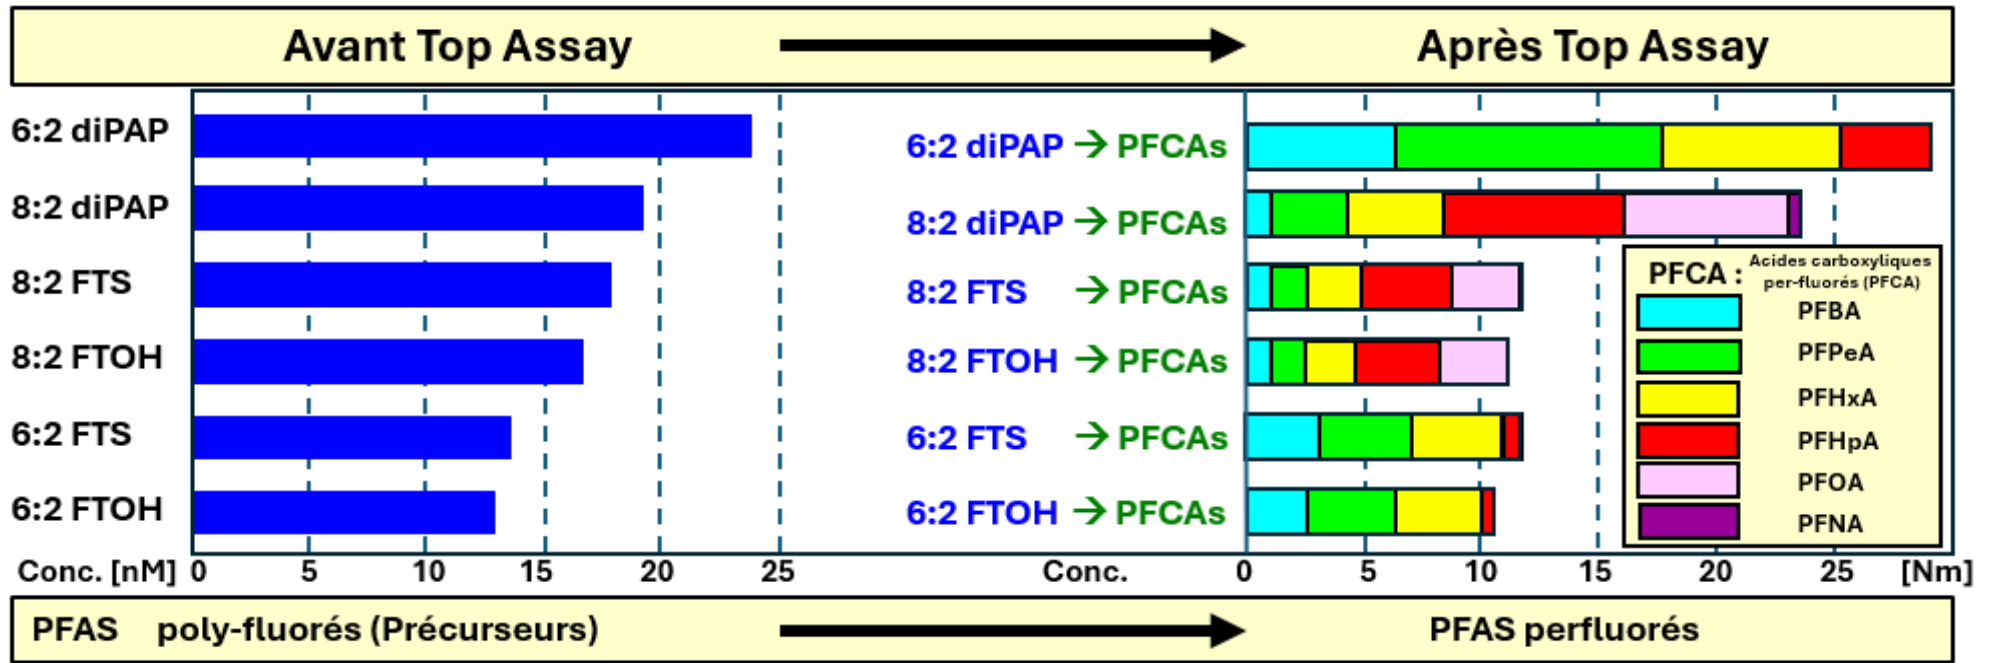 Avant Top Assay
Après Top Assay
6:2 diPAP
8:2 diPAP
8:2 FTS
8:2 FTOH
6:2 FTS
6:2 FTOH
Conc. [nM] 0 5 10 15 20 25
6:2 diPAP → PFCAs
8:2 diPAP → PFCAs
8:2 FTS → PFCAs
8:2 FTOH → PFCAs
6:2 FTS → PFCAs
6:2 FTOH → PFCAs
Conc. 0 5 10 15 20 25 [Nm]
PFCA : Acides carboxyliques
per-fluorés (PFCA)
PFBA
PFPeA
PFHxA
PFHpA
PFOA
PFNA
PFAS poly-fluorés (Précurseurs)
PFAS perfluorés